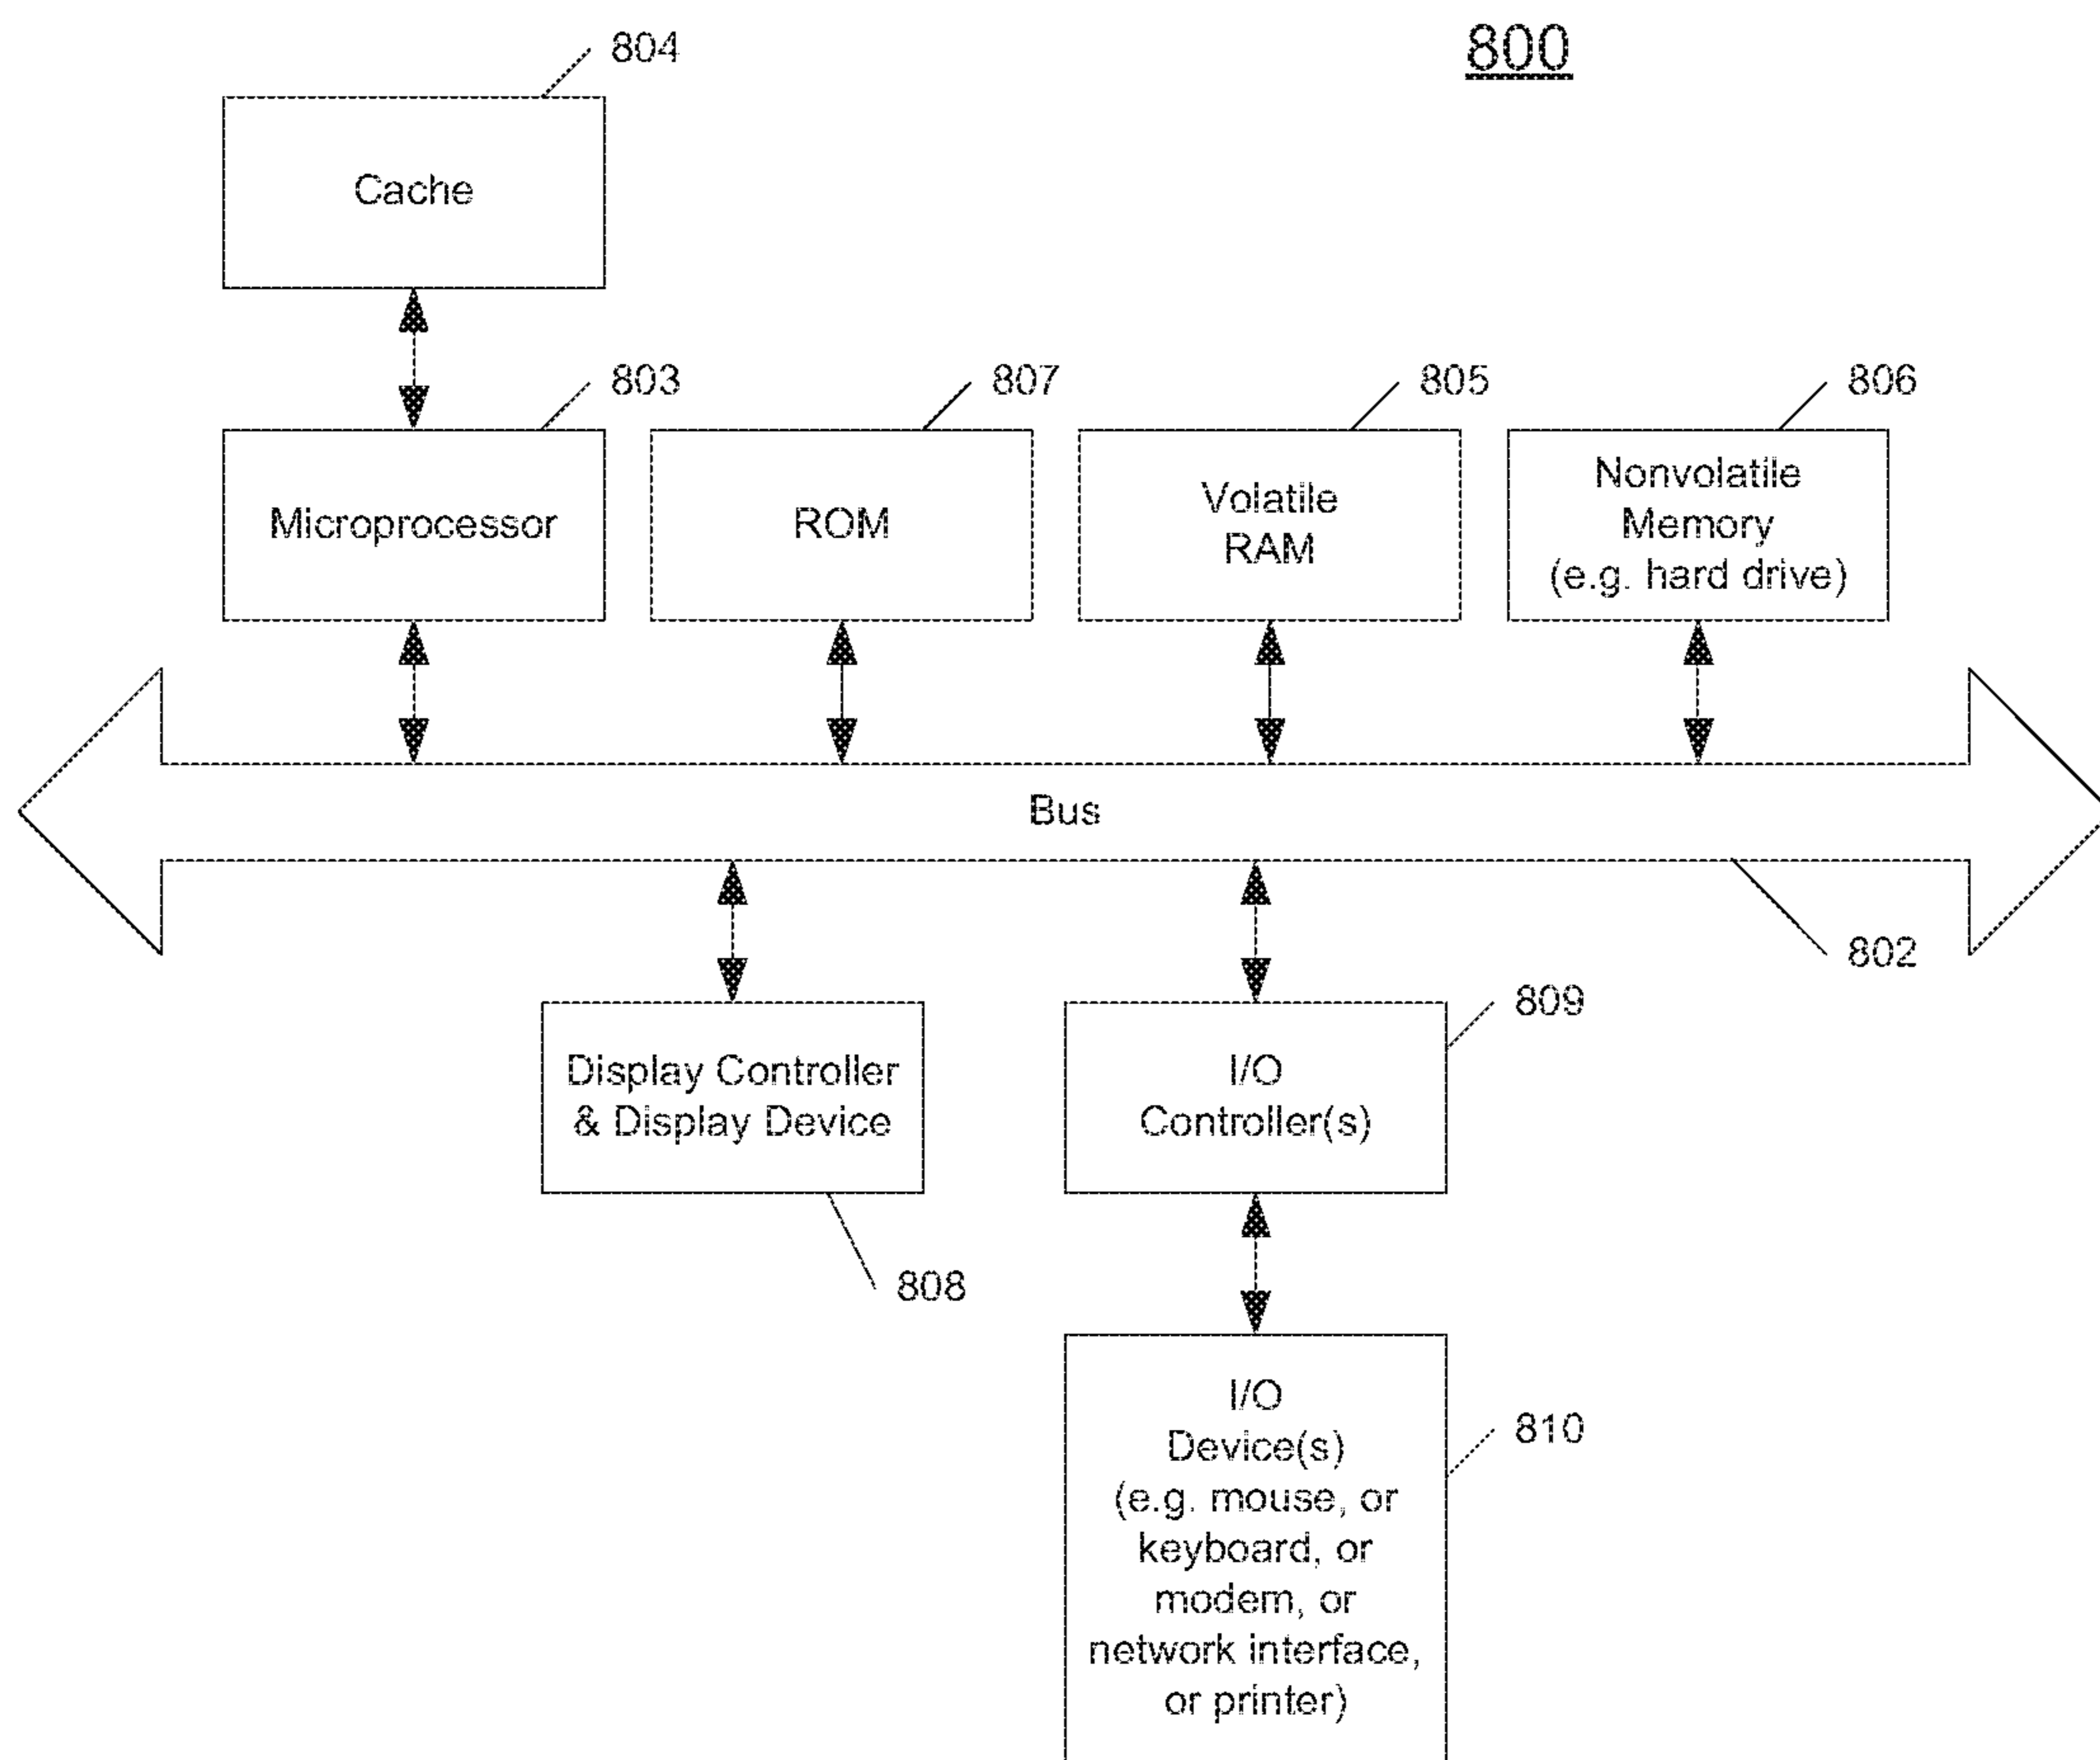 800
804
Cache
803
807
805
806
Microprocessor
ROM
Volatile
RAM
Nonvolatile
Memory
(e.g. hard drive)
Bus
802
809
Display Controller
& Display Device
I/O
Controller(s)
808
I/O
Device(s)
(e.g. mouse, or
keyboard, or
modem, or
network interface,
or printer)
810